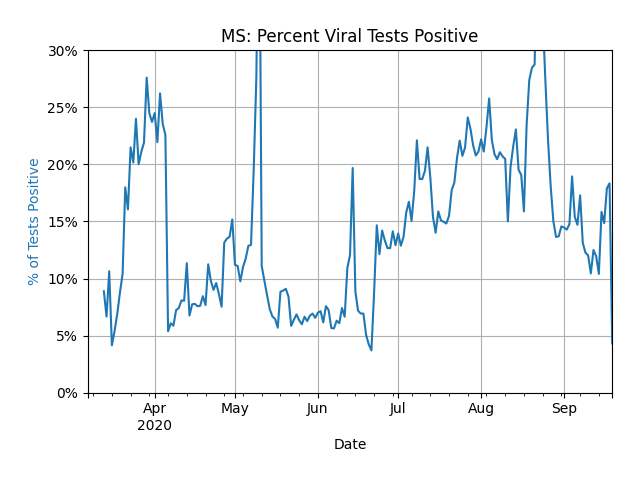 MS: Percent Viral Tests Positive
30%
25%
20%
15%
10%
5%
0%
% of Tests Positive
Apr
2020
May
Jun
Jul
Aug
Sep
Date